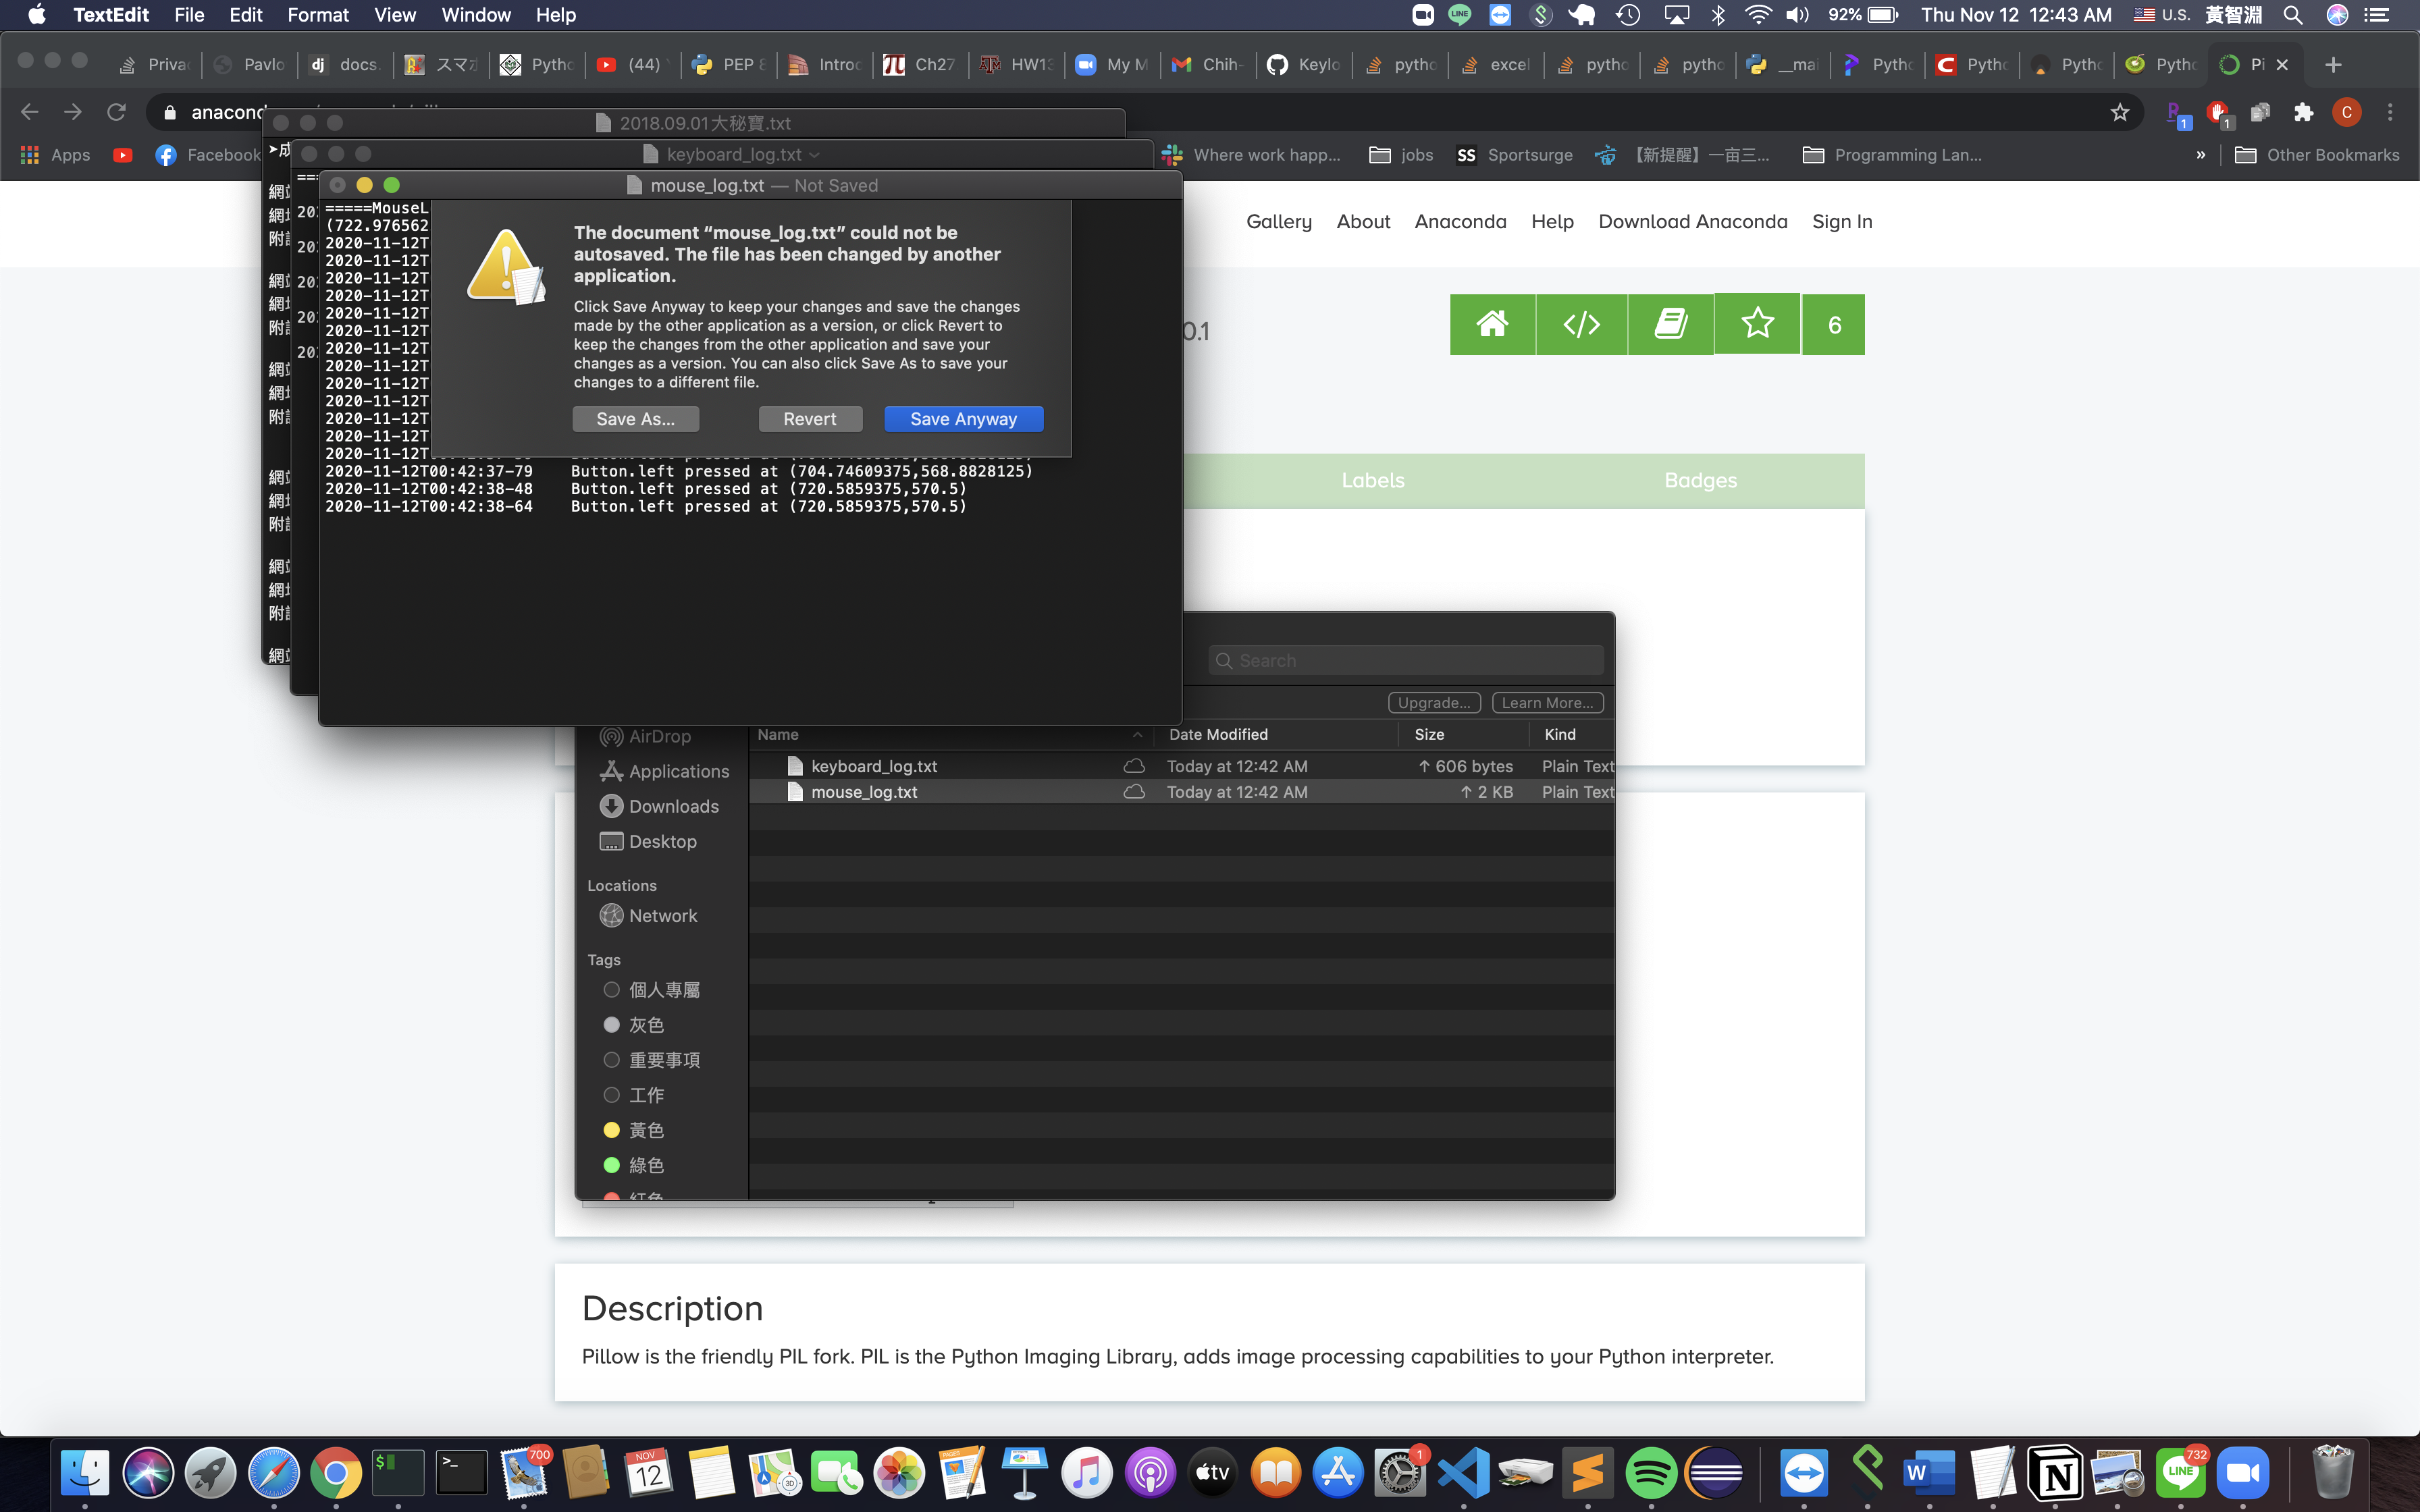 TextEdit File Edit Format View Window Help
92% Thu Nov 12 12:43 AM U.S. 黃智淵
Priva Pavlo docs. スマホ Pytho (44) PEP 8 Introd Ch27 HW13 My M Chih- Keylo pytho excel pytho pytho __mai Pytho Pytho Pytho Pytho Pi
anacond
2018.09.01大秘寶.txt
Apps Facebook Where work happ... jobs Sportsurge 【新提醒】一亩三... Programming Lan... » Other Bookmarks
keyboard_log.txt
mouse_log.txt — Not Saved
Gallery About Anaconda Help Download Anaconda Sign In
=====MouseL
(722.976562
2020-11-12T
2020-11-12T
2020-11-12T
2020-11-12T
2020-11-12T
2020-11-12T
2020-11-12T
2020-11-12T
2020-11-12T
2020-11-12T
2020-11-12T
2020-11-12T
The document “mouse_log.txt” could not be
autosaved. The file has been changed by another
application.
Click Save Anyway to keep your changes and save the changes
made by the other application as a version, or click Revert to
keep the changes from the other application and save your
changes as a version. You can also click Save As to save your
changes to a different file.
Save As... Revert Save Anyway
0.1
6
2020-11-12T00:42:37-79 Button.left pressed at (704.74609375,568.8828125)
2020-11-12T00:42:38-48 Button.left pressed at (720.5859375,570.5)
2020-11-12T00:42:38-64 Button.left pressed at (720.5859375,570.5)
Labels Badges
Search
Upgrade... Learn More...
Name Date Modified Size Kind
keyboard_log.txt Today at 12:42 AM ↑ 606 bytes Plain Text
mouse_log.txt Today at 12:42 AM ↑ 2 KB Plain Text
AirDrop
Applications
Downloads
Desktop
Locations
Network
Tags
個人專屬
灰色
重要事項
工作
黃色
綠色
紅色
Description
Pillow is the friendly PIL fork. PIL is the Python Imaging Library, adds image processing capabilities to your Python interpreter.
700 NOV 12 3D tv 1 W N LINE 732